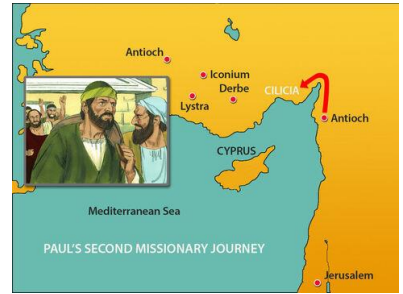 Antioch
Iconium
Derbe
Lystra
CILICIA
Antioch
CYPRUS
Mediterranean Sea
PAUL'S SECOND MISSIONARY JOURNEY
Jerusalem